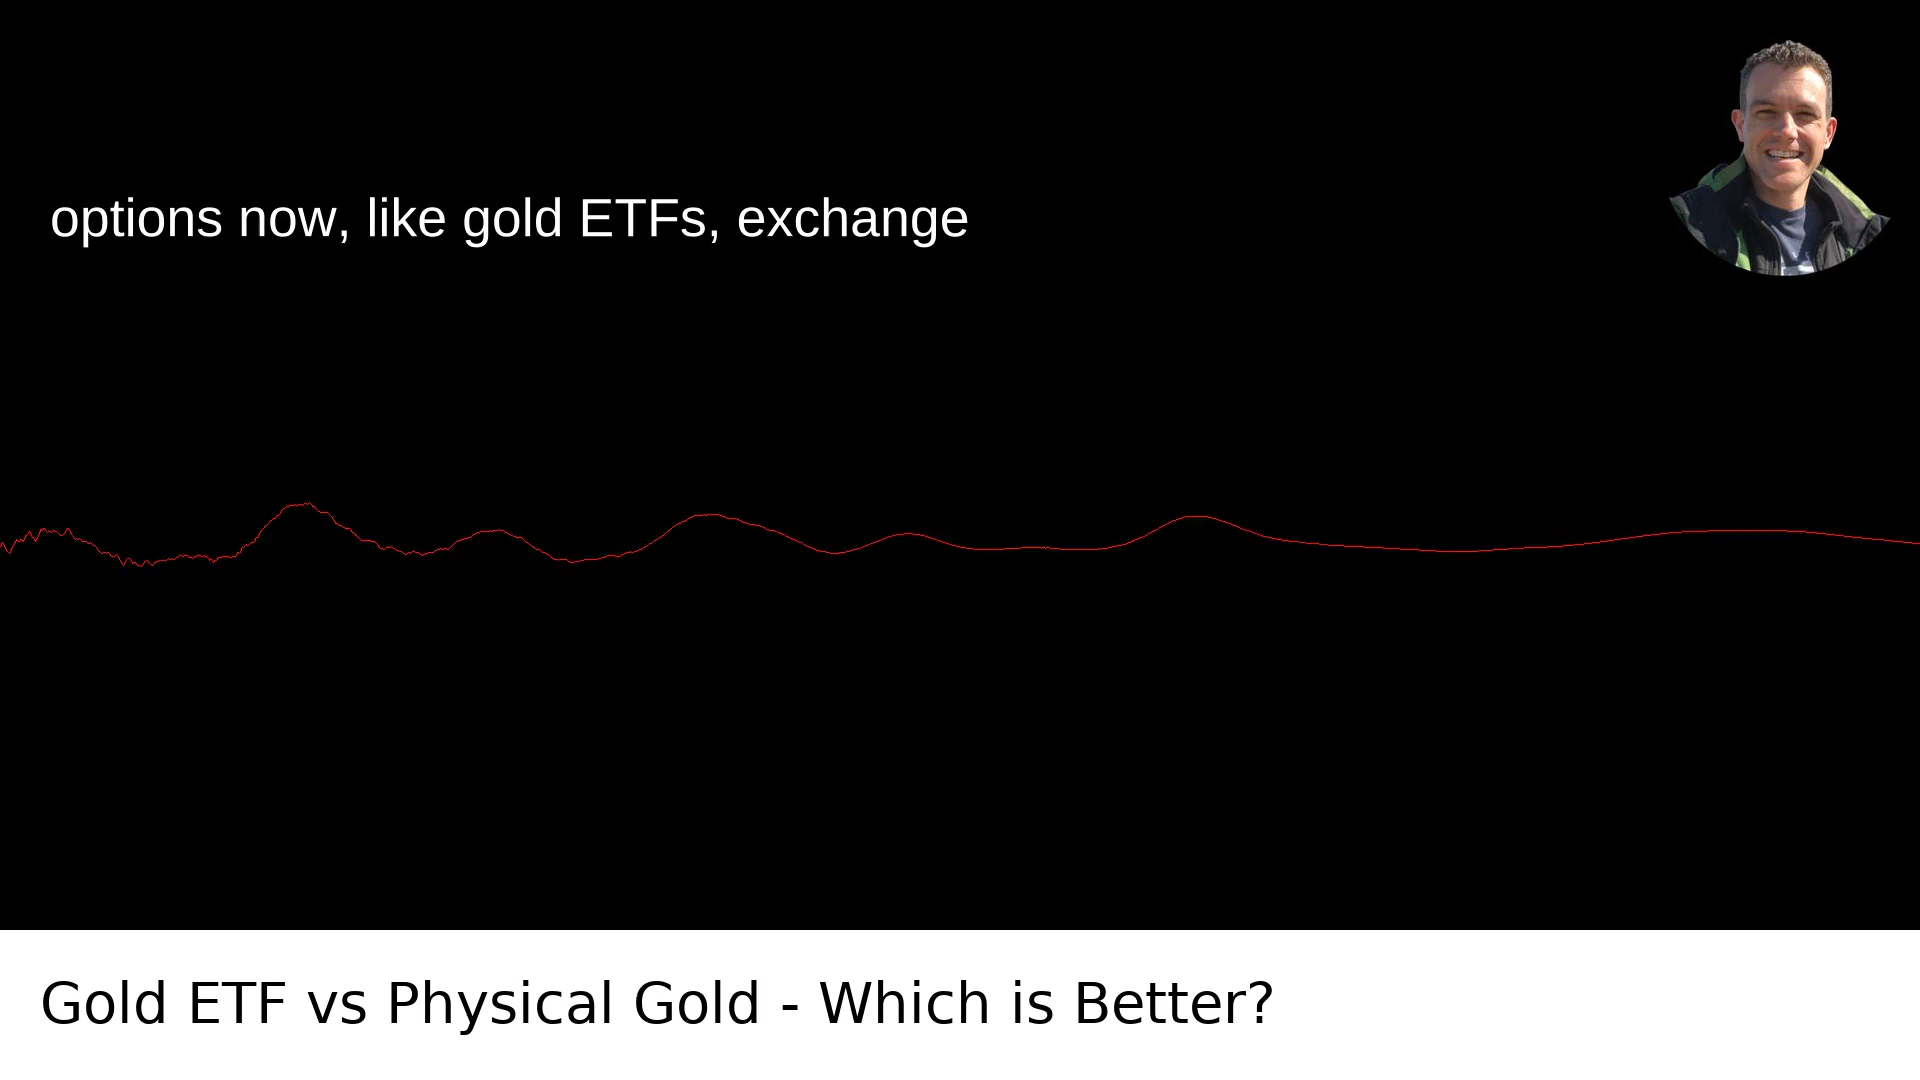 options now, like gold ETFs, exchange
Gold ETF vs Physical Gold - Which is Better?